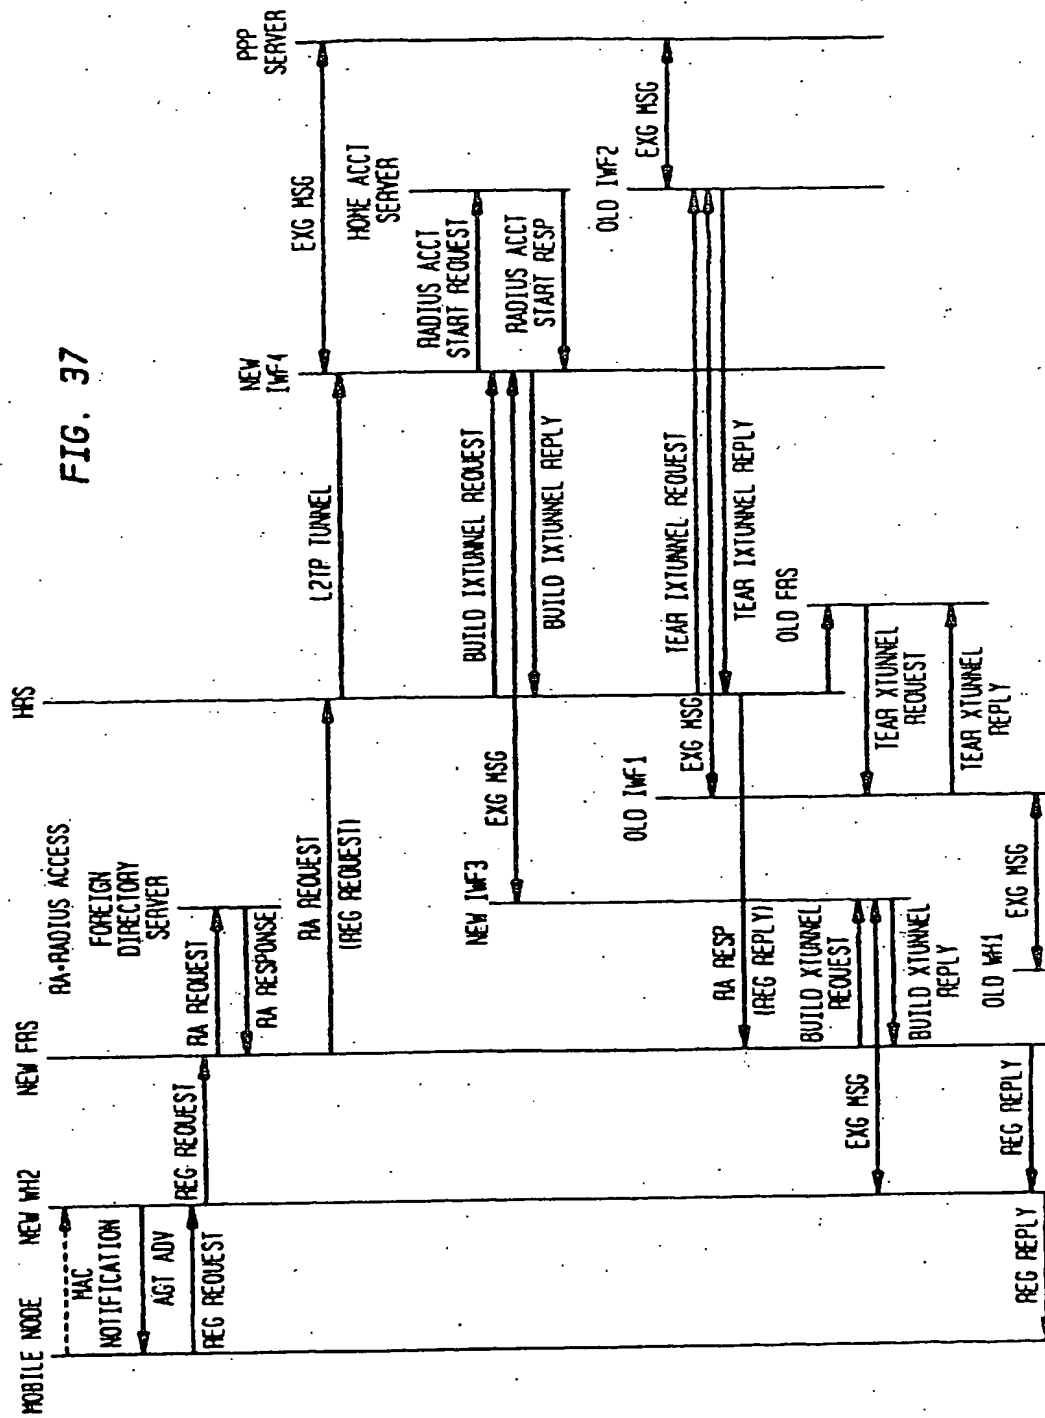 FIG. 37
MOBILE NODE
NEW WH2
NEW FRS
RA=RADIUS ACCESS
HRS
MAC
NOTIFICATION
AGT ADV
REG REQUEST
REG REQUEST
FOREIGN
DIRECTORY
SERVER
RA REQUEST
RA RESPONSE
RA REQUEST
(REG REQUEST)
L2TP TUNNEL
NEW
IWF4
EXG MSG
PPP
SERVER
HOME ACCT
SERVER
RADIUS ACCT
START REQUEST
RADIUS ACCT
START RESP
BUILD IXTUNNEL REQUEST
EXG MSG
BUILD IXTUNNEL REPLY
NEW IWF3
OLD IWF2
EXG MSG
TEAR IXTUNNEL REQUEST
EXG MSG
TEAR IXTUNNEL REPLY
OLD IWF1
RA RESP
(REG REPLY)
OLD FRS
BUILD XTUNNEL
REQUEST
EXG MSG
BUILD XTUNNEL
REPLY
TEAR XTUNNEL
REQUEST
TEAR XTUNNEL
REPLY
OLD WH1
EXG MSG
REG REPLY
REG REPLY